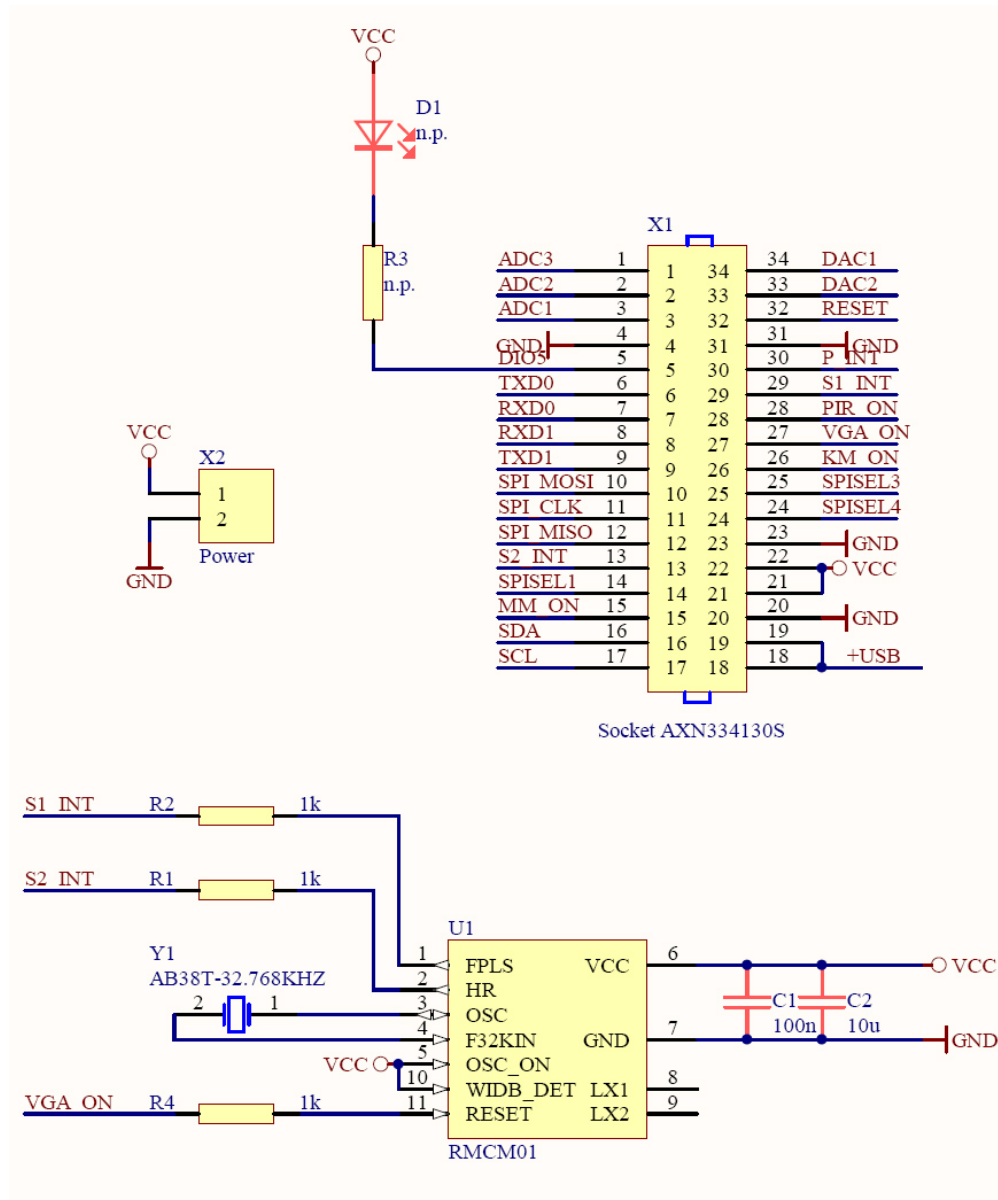 VCC
D1
n.p.
R3
n.p.
X1
ADC3 1 1 34 34 DAC1
ADC2 2 2 33 33 DAC2
ADC1 3 3 32 32 RESET
GND 4 4 31 31 GND
DIO5 5 5 30 30 P_INT
TXD0 6 6 29 29 S1_INT
RXD0 7 7 28 28 PIR_ON
RXD1 8 8 27 27 VGA_ON
TXD1 9 9 26 26 KM_ON
SPI_MOSI 10 10 25 25 SPISEL3
SPI_CLK 11 11 24 24 SPISEL4
SPI_MISO 12 12 23 23 GND
S2_INT 13 13 22 22 VCC
SPISEL1 14 14 21 21
MM_ON 15 15 20 20 GND
SDA 16 16 19 19
SCL 17 17 18 18 +USB
Socket AXN334130S
VCC
X2
1
2
Power
GND
S1_INT R2 1k
S2_INT R1 1k
Y1
AB38T-32.768KHZ
2 1
U1
1 FPLS VCC 6 VCC
2 HR
3 OSC
4 F32KIN GND 7 GND
C1 C2
100n 10u
VCC 5 OSC_ON
10 WIDB_DET LX1 8
VGA_ON R4 1k 11 RESET LX2 9
RMCM01